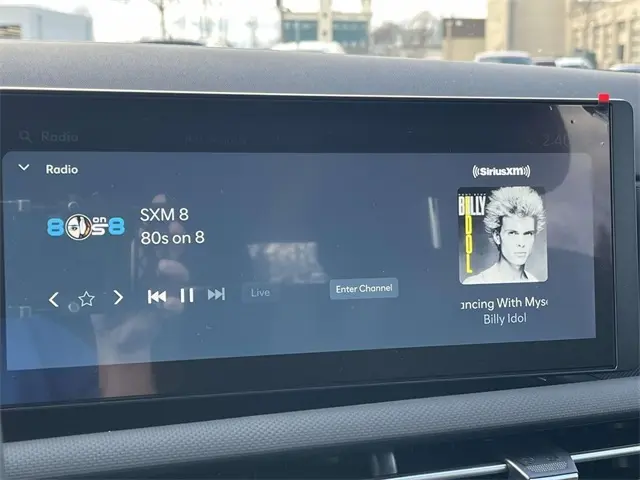 Radio
Radio
((SiriusXM))
80s on 8
SXM 8
80s on 8
BILLY
IDOL
Live
Enter Channel
ancing With Myse
Billy Idol